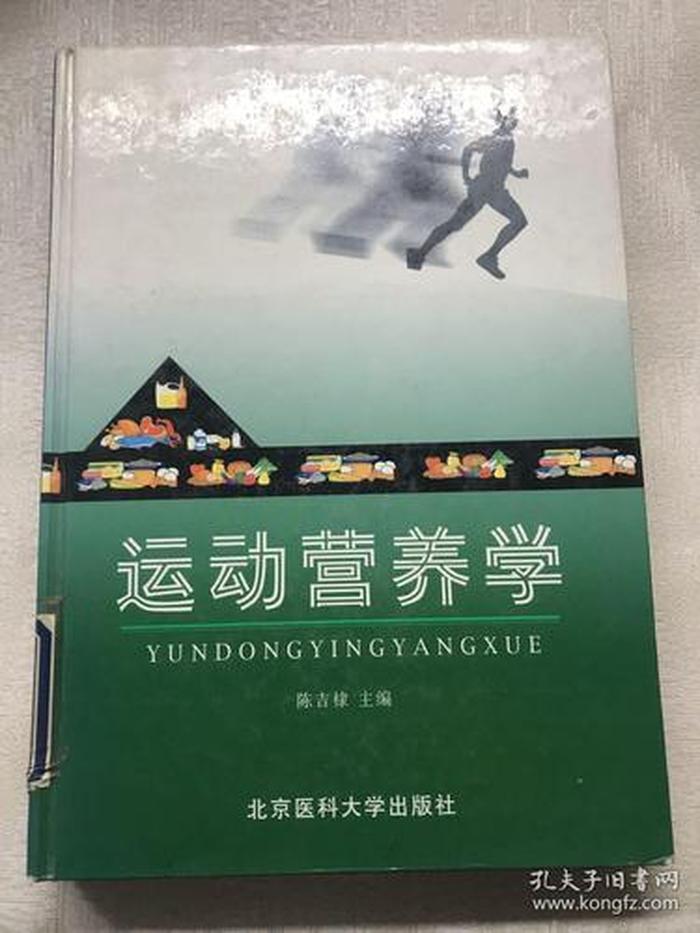 运动营养学
YUNDONGYINGYANGXUE
陈吉棣 主编
北京医科大学出版社
孔夫子旧书网
www.kongfz.com